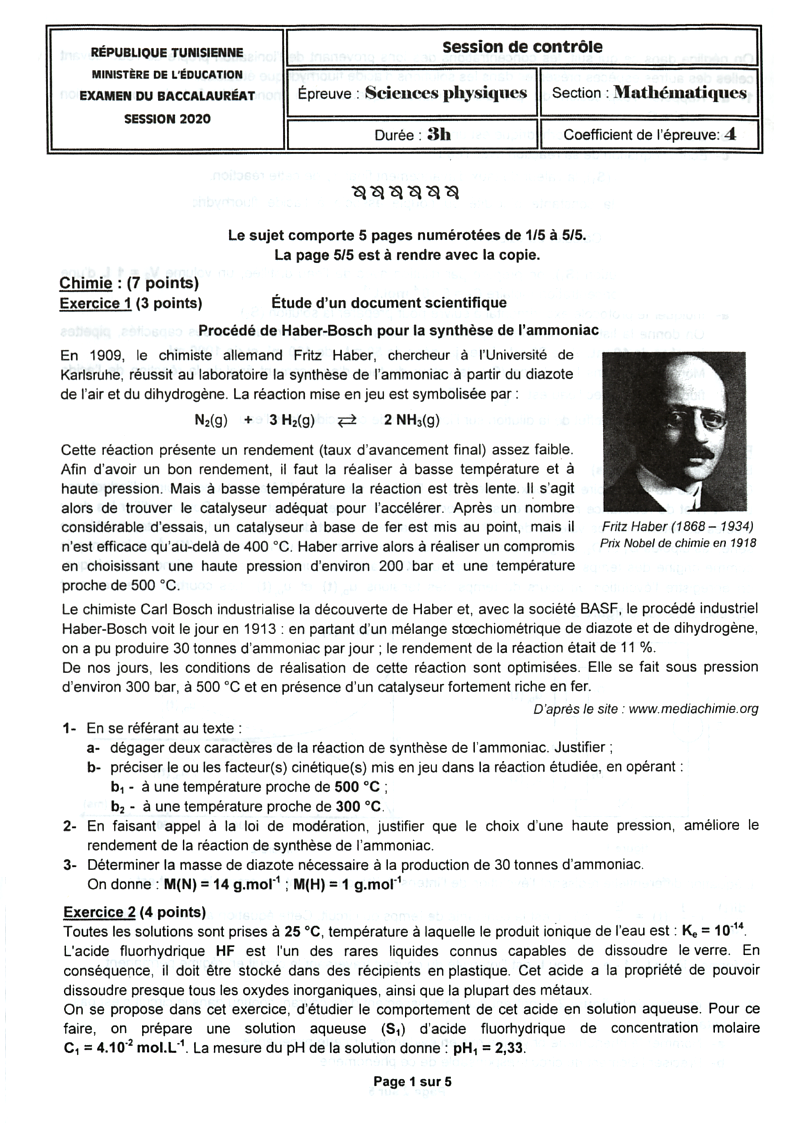 RÉPUBLIQUE TUNISIENNE
MINISTÈRE DE L'ÉDUCATION
EXAMEN DU BACCALAURÉAT
SESSION 2020
Session de contrôle
Épreuve : Sciences physiques
Section : Mathématiques
Durée : 3h
Coefficient de l'épreuve: 4
Le sujet comporte 5 pages numérotées de 1/5 à 5/5.
La page 5/5 est à rendre avec la copie.
Chimie : (7 points)
Exercice 1 (3 points) Étude d'un document scientifique
Procédé de Haber-Bosch pour la synthèse de l'ammoniac
En 1909, le chimiste allemand Fritz Haber, chercheur à l'Université de
Karlsruhe, réussit au laboratoire la synthèse de l'ammoniac à partir du diazote
de l'air et du dihydrogène. La réaction mise en jeu est symbolisée par :
N₂(g) + 3 H₂(g) ⇄ 2 NH₃(g)
Cette réaction présente un rendement (taux d'avancement final) assez faible.
Afin d'avoir un bon rendement, il faut la réaliser à basse température et à
haute pression. Mais à basse température la réaction est très lente. Il s'agit
alors de trouver le catalyseur adéquat pour l'accélérer. Après un nombre
considérable d'essais, un catalyseur à base de fer est mis au point, mais il
n'est efficace qu'au-delà de 400 °C. Haber arrive alors à réaliser un compromis
en choisissant une haute pression d'environ 200 bar et une température
proche de 500 °C.
Fritz Haber (1868 – 1934)
Prix Nobel de chimie en 1918
Le chimiste Carl Bosch industrialise la découverte de Haber et, avec la société BASF, le procédé industriel
Haber-Bosch voit le jour en 1913 : en partant d'un mélange stœchiométrique de diazote et de dihydrogène,
on a pu produire 30 tonnes d'ammoniac par jour ; le rendement de la réaction était de 11 %.
De nos jours, les conditions de réalisation de cette réaction sont optimisées. Elle se fait sous pression
d'environ 300 bar, à 500 °C et en présence d'un catalyseur fortement riche en fer.
D'après le site : www.mediachimie.org
1- En se référant au texte :
a- dégager deux caractères de la réaction de synthèse de l'ammoniac. Justifier ;
b- préciser le ou les facteur(s) cinétique(s) mis en jeu dans la réaction étudiée, en opérant :
b₁ - à une température proche de 500 °C ;
b₂ - à une température proche de 300 °C.
2- En faisant appel à la loi de modération, justifier que le choix d'une haute pression, améliore le
rendement de la réaction de synthèse de l'ammoniac.
3- Déterminer la masse de diazote nécessaire à la production de 30 tonnes d'ammoniac.
On donne : M(N) = 14 g.mol⁻¹ ; M(H) = 1 g.mol⁻¹
Exercice 2 (4 points)
Toutes les solutions sont prises à 25 °C, température à laquelle le produit ionique de l'eau est : Kₑ = 10⁻¹⁴.
L'acide fluorhydrique HF est l'un des rares liquides connus capables de dissoudre le verre. En
conséquence, il doit être stocké dans des récipients en plastique. Cet acide a la propriété de pouvoir
dissoudre presque tous les oxydes inorganiques, ainsi que la plupart des métaux.
On se propose dans cet exercice, d'étudier le comportement de cet acide en solution aqueuse. Pour ce
faire, on prépare une solution aqueuse (S₁) d'acide fluorhydrique de concentration molaire
C₁ = 4.10⁻² mol.L⁻¹. La mesure du pH de la solution donne : pH₁ = 2,33.
Page 1 sur 5